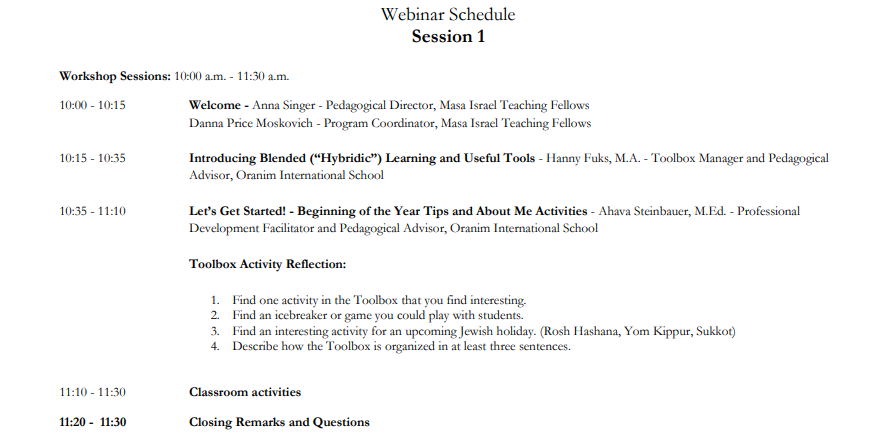 Webinar Schedule
Session 1
Workshop Sessions: 10:00 a.m. - 11:30 a.m.
10:00 - 10:15 Welcome - Anna Singer - Pedagogical Director, Masa Israel Teaching Fellows
Danna Price Moskovich - Program Coordinator, Masa Israel Teaching Fellows
10:15 - 10:35 Introducing Blended (“Hybridic”) Learning and Useful Tools - Hanny Fuks, M.A. - Toolbox Manager and Pedagogical
Advisor, Oranim International School
10:35 - 11:10 Let’s Get Started! - Beginning of the Year Tips and About Me Activities - Ahava Steinbauer, M.Ed. - Professional
Development Facilitator and Pedagogical Advisor, Oranim International School
Toolbox Activity Reflection:
1. Find one activity in the Toolbox that you find interesting.
2. Find an icebreaker or game you could play with students.
3. Find an interesting activity for an upcoming Jewish holiday. (Rosh Hashana, Yom Kippur, Sukkot)
4. Describe how the Toolbox is organized in at least three sentences.
11:10 - 11:30 Classroom activities
11:20 - 11:30 Closing Remarks and Questions